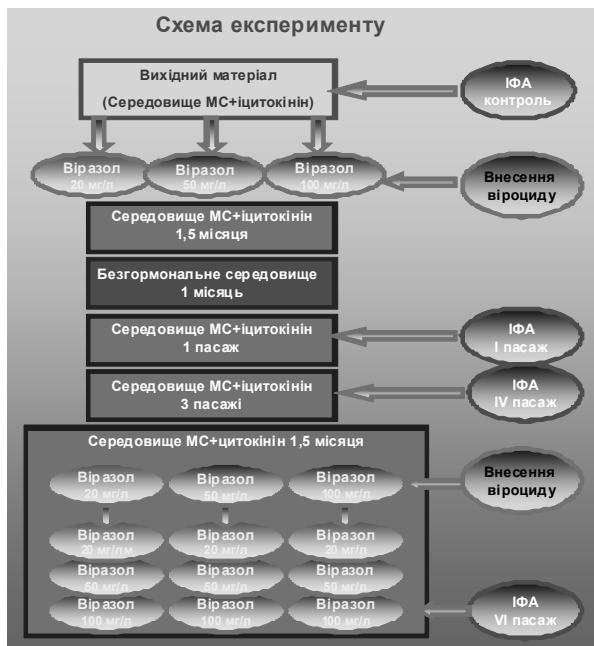 Схема експерименту
Вихідний матеріал
(Середовище МС+іцитокінін)
ІФА
контроль
Віразол
20 мг/л
Віразол
50 мг/л
Віразол
100 мг/л
Внесення
віроциду
Середовище МС+іцитокінін
1,5 місяця
Безгормональне середовище
1 місяць
Середовище МС+іцитокінін
1 пасаж
ІФА
І пасаж
Середовище МС+іцитокінін
3 пасажі
ІФА
IV пасаж
Середовище МС+цитокінін 1,5 місяця
Віразол
20 мг/л
Віразол
50 мг/л
Віразол
100 мг/л
Внесення
віроциду
Віразол
20 мг/лм
Віразол
20 мг/л
Віразол
20 мг/л
Віразол
50 мг/л
Віразол
50 мг/л
Віразол
50 мг/л
Віразол
100 мг/л
Віразол
100 мг/л
Віразол
100 мг/л
ІФА
VI пасаж